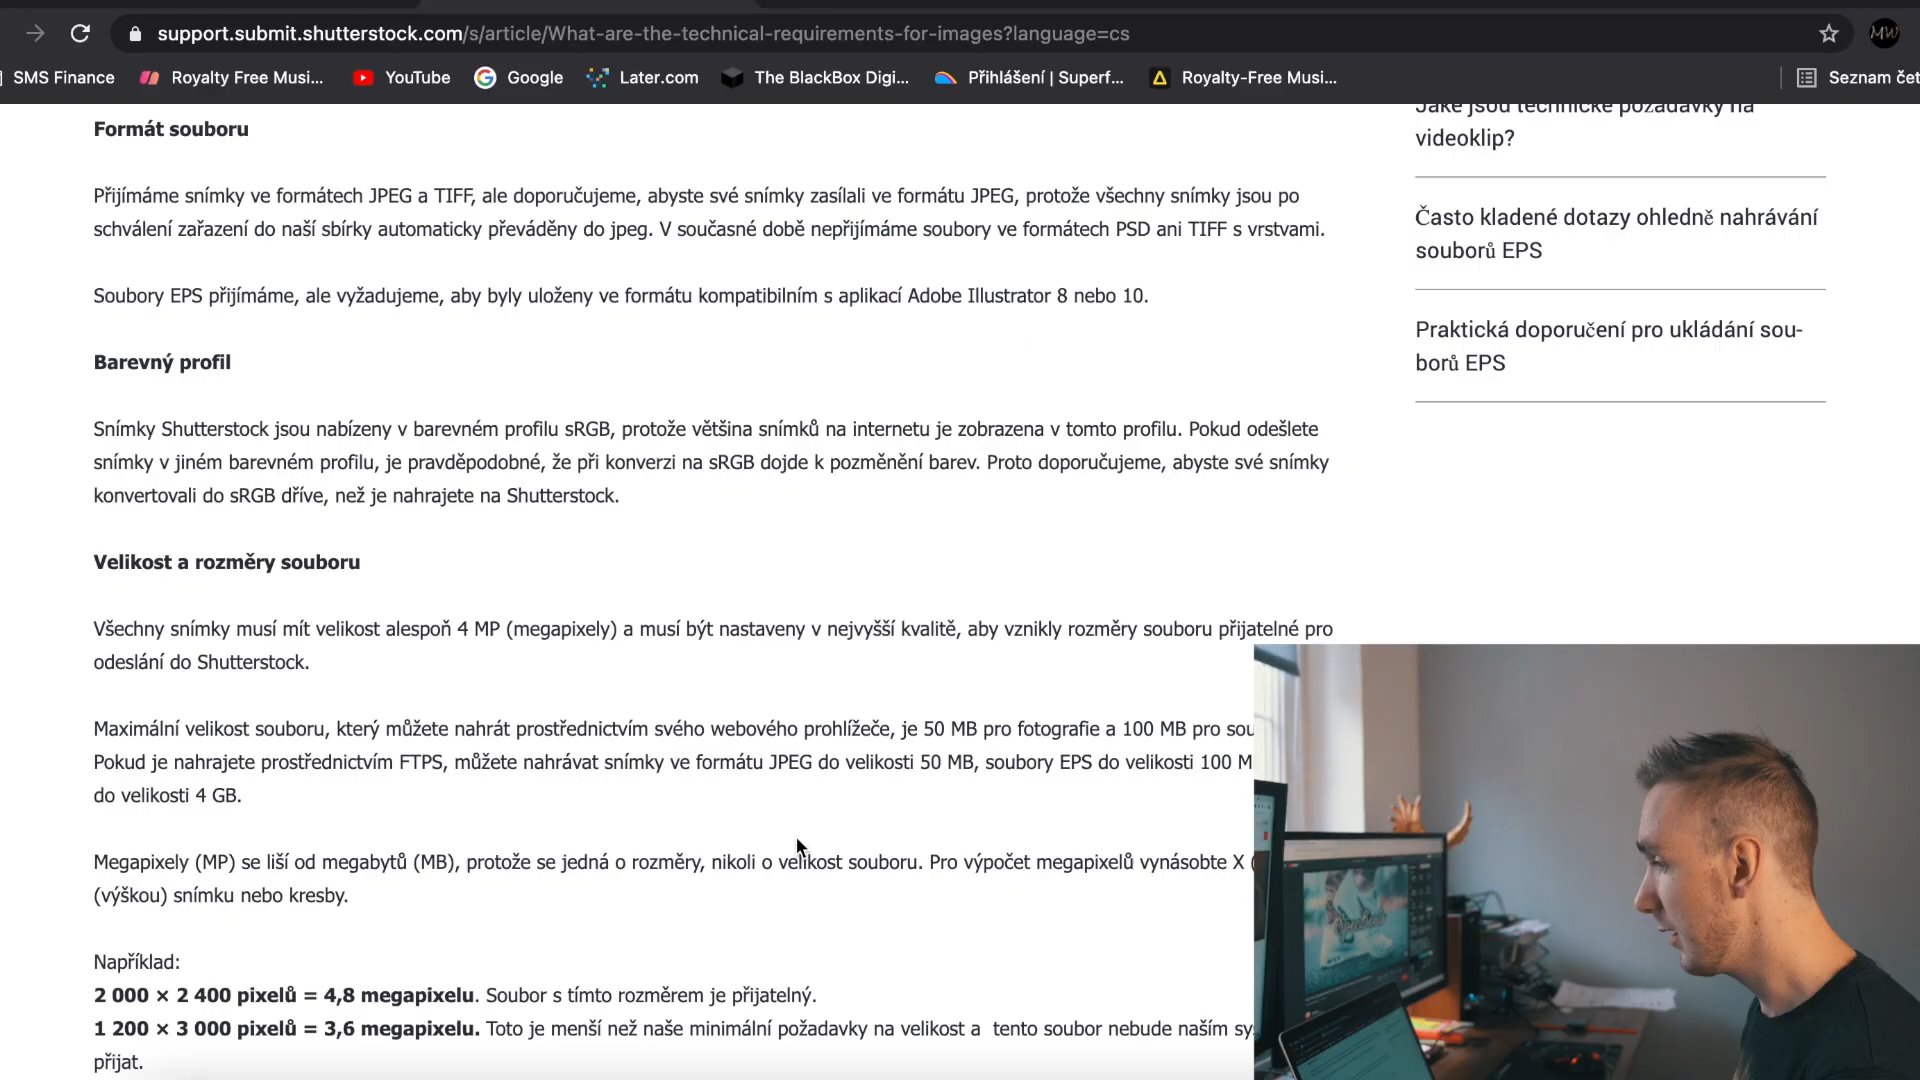 support.submit.shutterstock.com/s/article/What-are-the-technical-requirements-for-images?language=cs
MW
SMS Finance
Royalty Free Musi...
YouTube
Google
Later.com
The BlackBox Digi...
Přihlášení | Superf...
Royalty-Free Musi...
Seznam čet
Formát souboru
Přijímáme snímky ve formátech JPEG a TIFF, ale doporučujeme, abyste své snímky zasílali ve formátu JPEG, protože všechny snímky jsou po
schválení zařazení do naší sbírky automaticky převáděny do jpeg. V současné době nepřijímáme soubory ve formátech PSD ani TIFF s vrstvami.
Soubory EPS přijímáme, ale vyžadujeme, aby byly uloženy ve formátu kompatibilním s aplikací Adobe Illustrator 8 nebo 10.
Barevný profil
Snímky Shutterstock jsou nabízeny v barevném profilu sRGB, protože většina snímků na internetu je zobrazena v tomto profilu. Pokud odešlete
snímky v jiném barevném profilu, je pravděpodobné, že při konverzi na sRGB dojde k pozměnění barev. Proto doporučujeme, abyste své snímky
konvertovali do sRGB dříve, než je nahrajete na Shutterstock.
Velikost a rozměry souboru
Všechny snímky musí mít velikost alespoň 4 MP (megapixely) a musí být nastaveny v nejvyšší kvalitě, aby vznikly rozměry souboru přijatelné pro
odeslání do Shutterstock.
Maximální velikost souboru, který můžete nahrát prostřednictvím svého webového prohlížeče, je 50 MB pro fotografie a 100 MB pro sou
Pokud je nahrajete prostřednictvím FTPS, můžete nahrávat snímky ve formátu JPEG do velikosti 50 MB, soubory EPS do velikosti 100 M
do velikosti 4 GB.
Megapixely (MP) se liší od megabytů (MB), protože se jedná o rozměry, nikoli o velikost souboru. Pro výpočet megapixelů vynásobte X (
(výškou) snímku nebo kresby.
Například:
2 000 × 2 400 pixelů = 4,8 megapixelu. Soubor s tímto rozměrem je přijatelný.
1 200 × 3 000 pixelů = 3,6 megapixelu. Toto je menší než naše minimální požadavky na velikost a tento soubor nebude naším sy
přijat.
Jaké jsou technické požadavky na
videoklip?
Často kladené dotazy ohledně nahrávání
souborů EPS
Praktická doporučení pro ukládání sou-
borů EPS